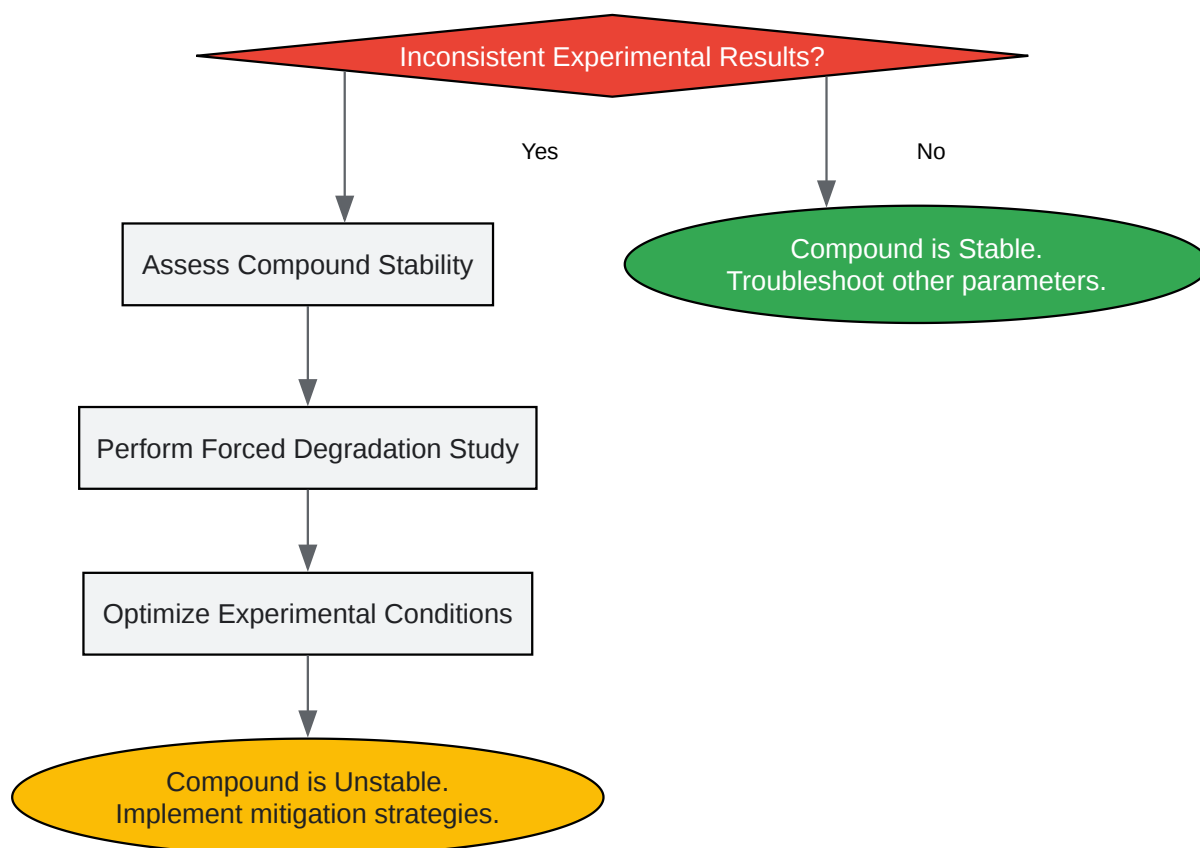 Inconsistent Experimental Results?
Yes
No
Assess Compound Stability
Compound is Stable.
Troubleshoot other parameters.
Perform Forced Degradation Study
Optimize Experimental Conditions
Compound is Unstable.
Implement mitigation strategies.